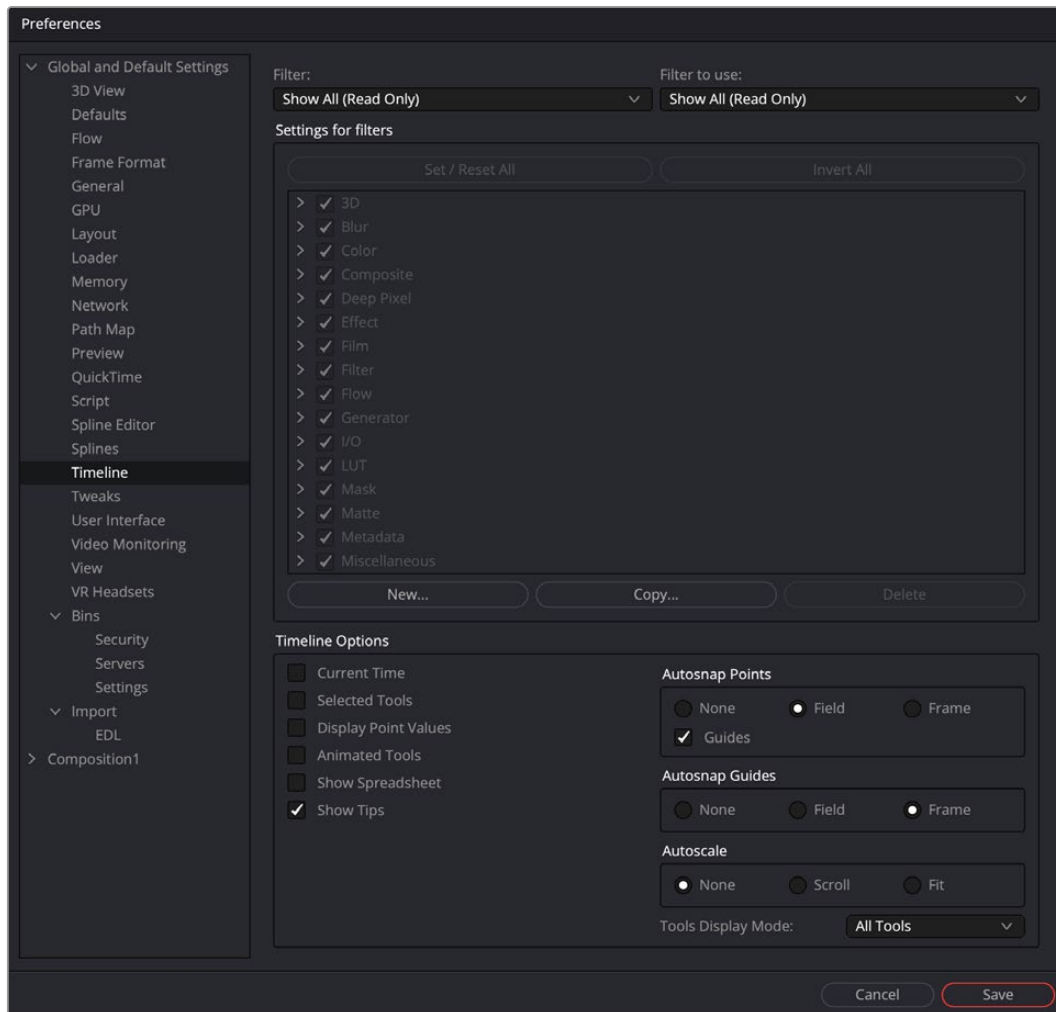 Preferences
Global and Default Settings
3D View
Defaults
Flow
Frame Format
General
GPU
Layout
Loader
Memory
Network
Path Map
Preview
QuickTime
Script
Spline Editor
Splines
Timeline
Tweaks
User Interface
Video Monitoring
View
VR Headsets
Bins
Security
Servers
Settings
Import
EDL
Composition1
Filter:
Show All (Read Only)
Filter to use:
Show All (Read Only)
Settings for filters
Set / Reset All
Invert All
3D
Blur
Color
Composite
Deep Pixel
Effect
Film
Filter
Flow
Generator
I/O
LUT
Mask
Matte
Metadata
Miscellaneous
New...
Copy...
Delete
Timeline Options
Current Time
Selected Tools
Display Point Values
Animated Tools
Show Spreadsheet
Show Tips
Autosnap Points
None
Field
Frame
Guides
Autosnap Guides
None
Field
Frame
Autoscale
None
Scroll
Fit
Tools Display Mode:
All Tools
Cancel
Save